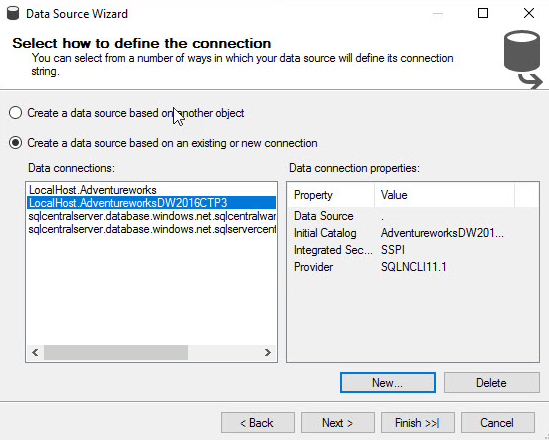 Data Source Wizard
Select how to define the connection
You can select from a number of ways in which your data source will define its connection
string.
Create a data source based on another object
Create a data source based on an existing or new connection
Data connections:
LocalHost.Adventureworks
LocalHost.AdventureworksDW2016CTP3
sqlcentralserver.database.windows.net.sqlcentralwar
sqlcentralserver.database.windows.net.sqlservercent
Data connection properties:
Property Value
Data Source .
Initial Catalog AdventureworksDW201...
Integrated Sec... SSPI
Provider SQLNCLI11.1
New... Delete
< Back Next > Finish >>| Cancel